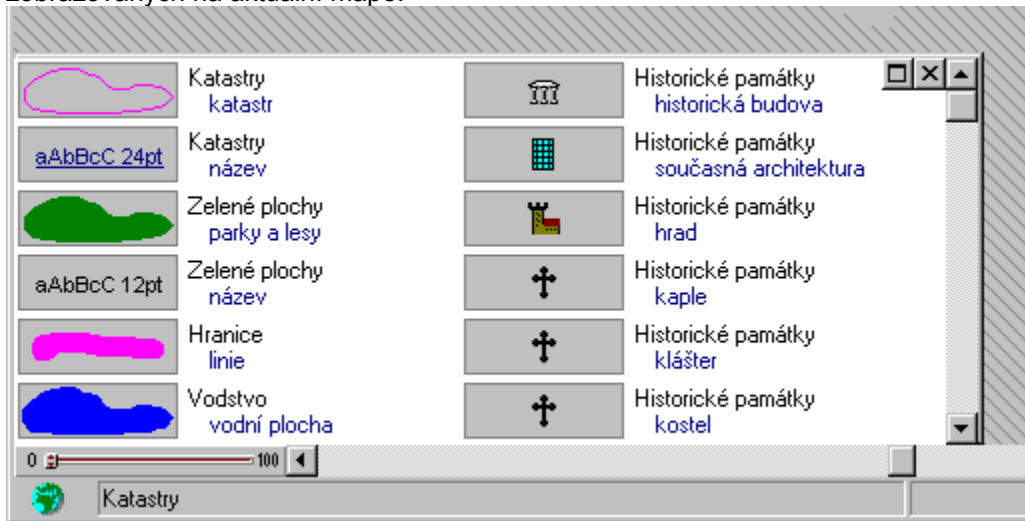 zobrazovaných na aktuální mapě.
Katastry
katastr
aAbBcC 24pt
Katastry
název
Zelené plochy
parky a lesy
aAbBcC 12pt
Zelené plochy
název
Hranice
linie
Vodstvo
vodní plocha
Historické památky
historická budova
Historické památky
současná architektura
Historické památky
hrad
Historické památky
kaple
Historické památky
klášter
Historické památky
kostel
0 100
Katastry